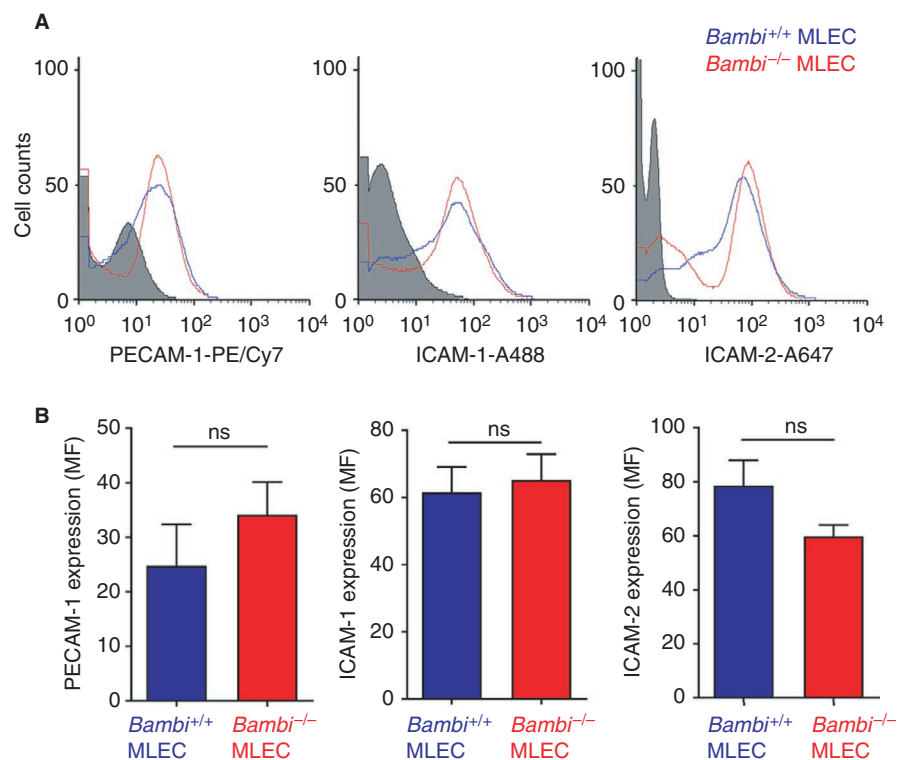 A
Bambi+/+ MLEC
Bambi−/− MLEC
Cell counts
100
50
0
10⁰ 10¹ 10² 10³ 10⁴
PECAM-1-PE/Cy7
100
50
0
10⁰ 10¹ 10² 10³ 10⁴
ICAM-1-A488
100
50
0
10⁰ 10¹ 10² 10³ 10⁴
ICAM-2-A647
B
PECAM-1 expression (MF)
50
40
30
20
10
0
ns
Bambi+/+
MLEC
Bambi−/−
MLEC
ICAM-1 expression (MF)
80
60
40
20
0
ns
Bambi+/+
MLEC
Bambi−/−
MLEC
ICAM-2 expression (MF)
100
80
60
40
20
0
ns
Bambi+/+
MLEC
Bambi−/−
MLEC